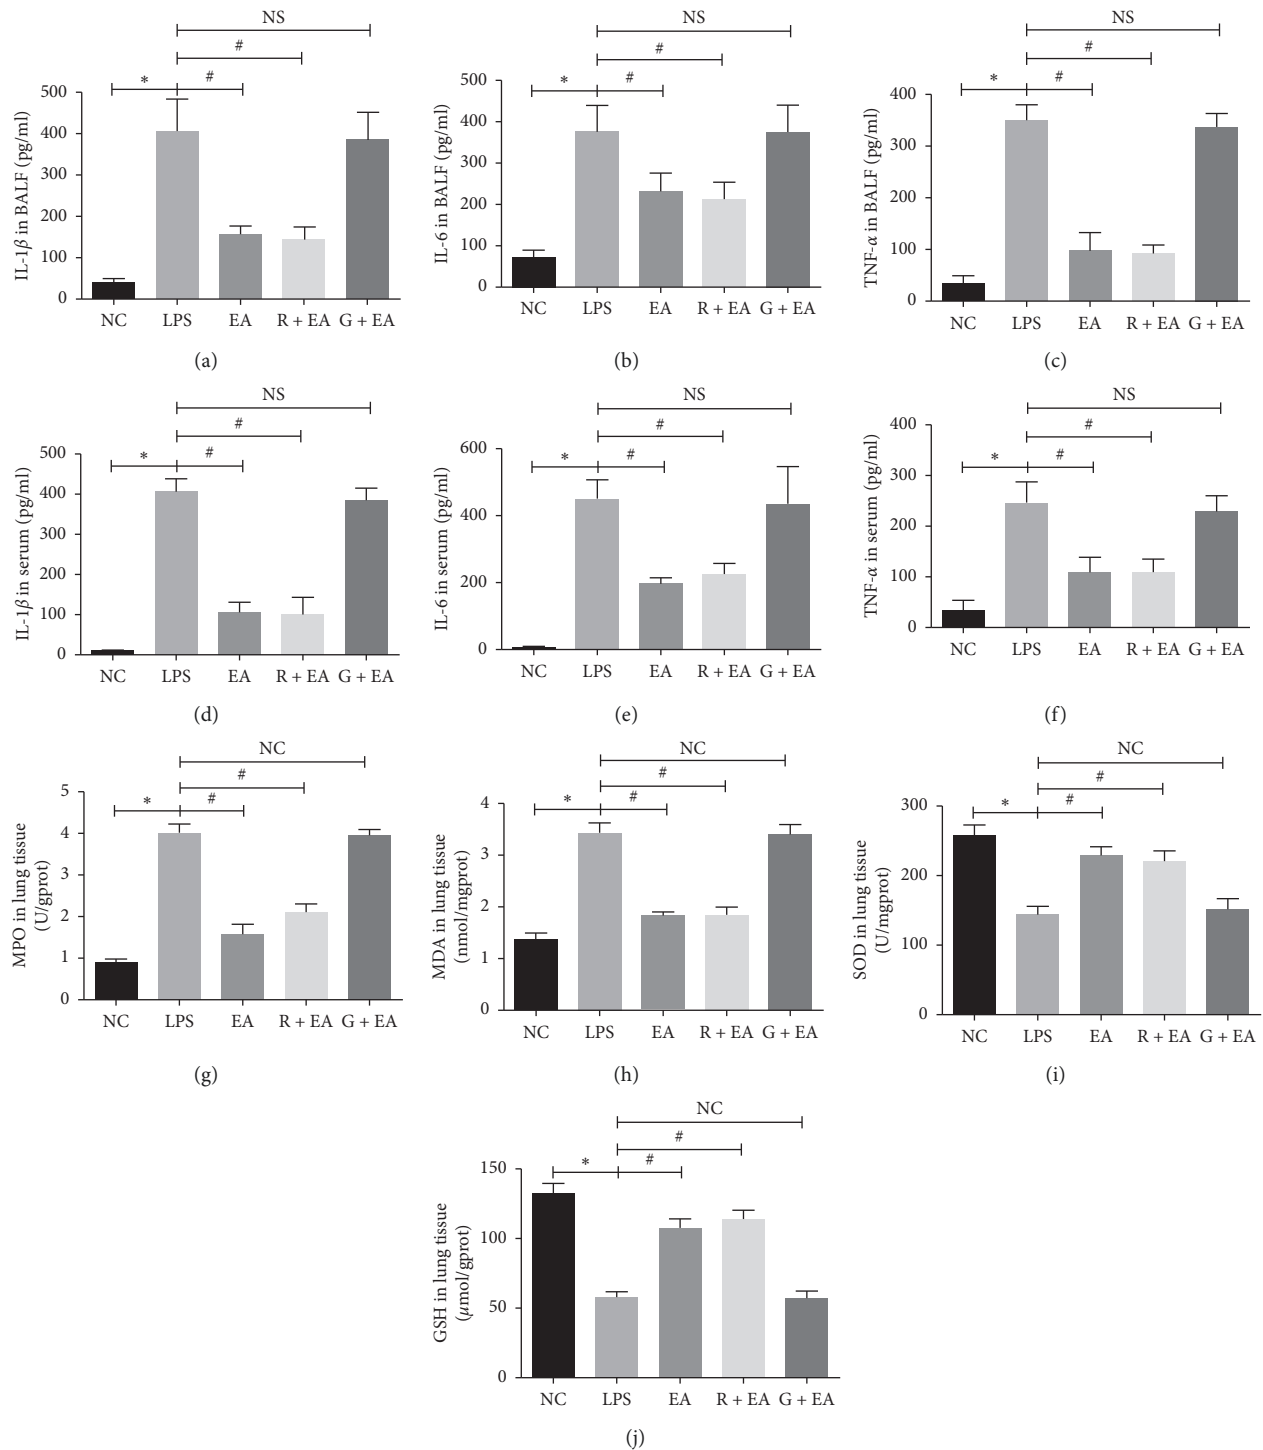 NS
#
* #
IL-1β in BALF (pg/ml)
500
400
300
200
100
0
NC LPS EA R + EA G + EA
(a)
NS
#
* #
IL-6 in BALF (pg/ml)
500
400
300
200
100
0
NC LPS EA R + EA G + EA
(b)
NS
#
* #
TNF-α in BALF (pg/ml)
400
300
200
100
0
NC LPS EA R + EA G + EA
(c)
NS
#
* #
IL-1β in serum (pg/ml)
500
400
300
200
100
0
NC LPS EA R + EA G + EA
(d)
NS
#
* #
IL-6 in serum (pg/ml)
600
400
200
0
NC LPS EA R + EA G + EA
(e)
NS
#
* #
TNF-α in serum (pg/ml)
400
300
200
100
0
NC LPS EA R + EA G + EA
(f)
NC
#
* #
MPO in lung tissue
(U/gprot)
5
4
3
2
1
0
NC LPS EA R + EA G + EA
(g)
NC
#
* #
MDA in lung tissue
(nmol/mgprot)
4
3
2
1
0
NC LPS EA R + EA G + EA
(h)
NC
#
* #
SOD in lung tissue
(U/mgprot)
300
200
100
0
NC LPS EA R + EA G + EA
(i)
NC
#
* #
GSH in lung tissue
(μmol/gprot)
150
100
50
0
NC LPS EA R + EA G + EA
(j)